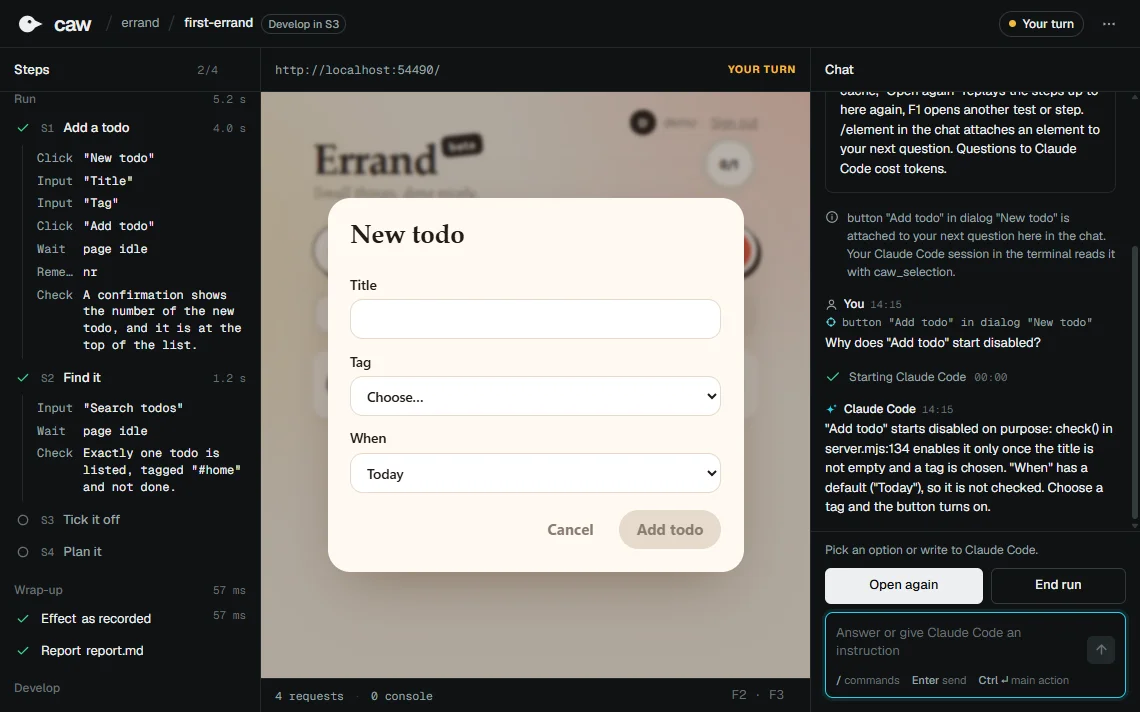 caw / errand / first-errand Develop in S3
Your turn ...
Steps 2/4
Run 5.2 s
S1 Add a todo 4.0 s
Click "New todo"
Input "Title"
Input "Tag"
Click "Add todo"
Wait page idle
Reme… nr
Check A confirmation shows
the number of the new
todo, and it is at the
top of the list.
S2 Find it 1.2 s
Input "Search todos"
Wait page idle
Check Exactly one todo is
listed, tagged "#home"
and not done.
S3 Tick it off
S4 Plan it
Wrap-up 57 ms
Effect as recorded 57 ms
Report report.md
Develop
http://localhost:54490/ YOUR TURN
demo Sign out
Errand beta
0/1
Small things, done nicely
New todo
Title
Tag
Choose...
When
Today
Cancel Add todo
4 requests · 0 console F2 · F3
Chat
cache, "Open again" replays the steps up to
here again, F1 opens another test or step.
/element in the chat attaches an element to
your next question. Questions to Claude
Code cost tokens.
button "Add todo" in dialog "New todo" is
attached to your next question here in the chat.
Your Claude Code session in the terminal reads it
with caw_selection.
You 14:15
button "Add todo" in dialog "New todo"
Why does "Add todo" start disabled?
Starting Claude Code 00:00
Claude Code 14:15
"Add todo" starts disabled on purpose: check() in
server.mjs:134 enables it only once the title is
not empty and a tag is chosen. "When" has a
default ("Today"), so it is not checked. Choose a
tag and the button turns on.
Pick an option or write to Claude Code.
Open again End run
Answer or give Claude Code an
instruction
/ commands Enter send Ctrl ↵ main action